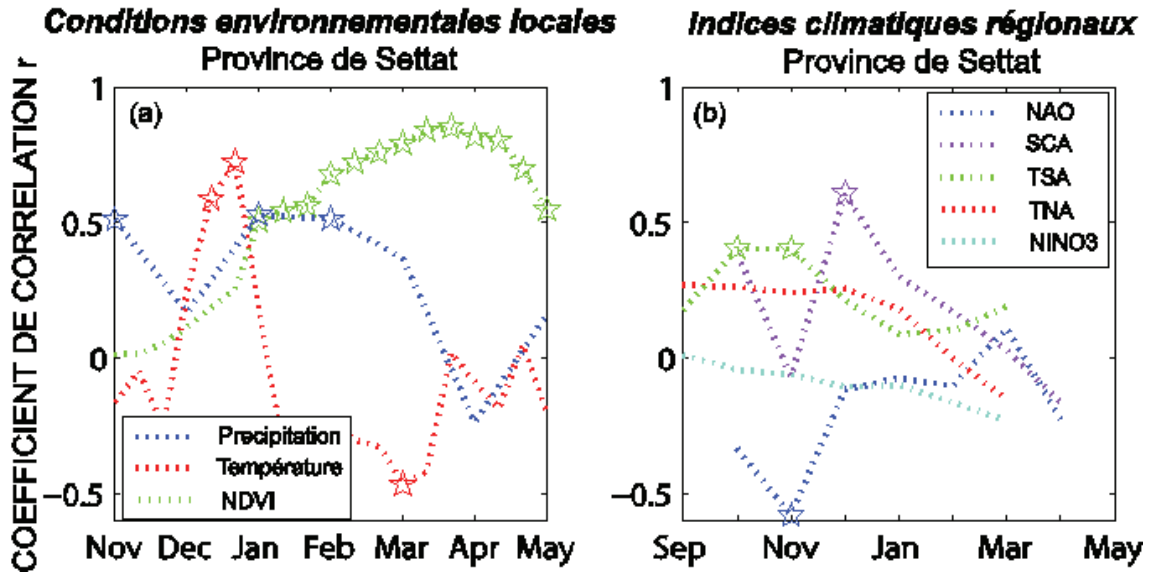 Conditions environnementales locales
Province de Settat
Indices climatiques régionaux
Province de Settat
COEFFICIENT DE CORRELATION r
1
0.5
0
−0.5
(a)
Precipitation
Température
NDVI
Nov Dec Jan Feb Mar Apr May
1
0.5
0
−0.5
(b)
NAO
SCA
TSA
TNA
NINO3
Sep Nov Jan Mar May